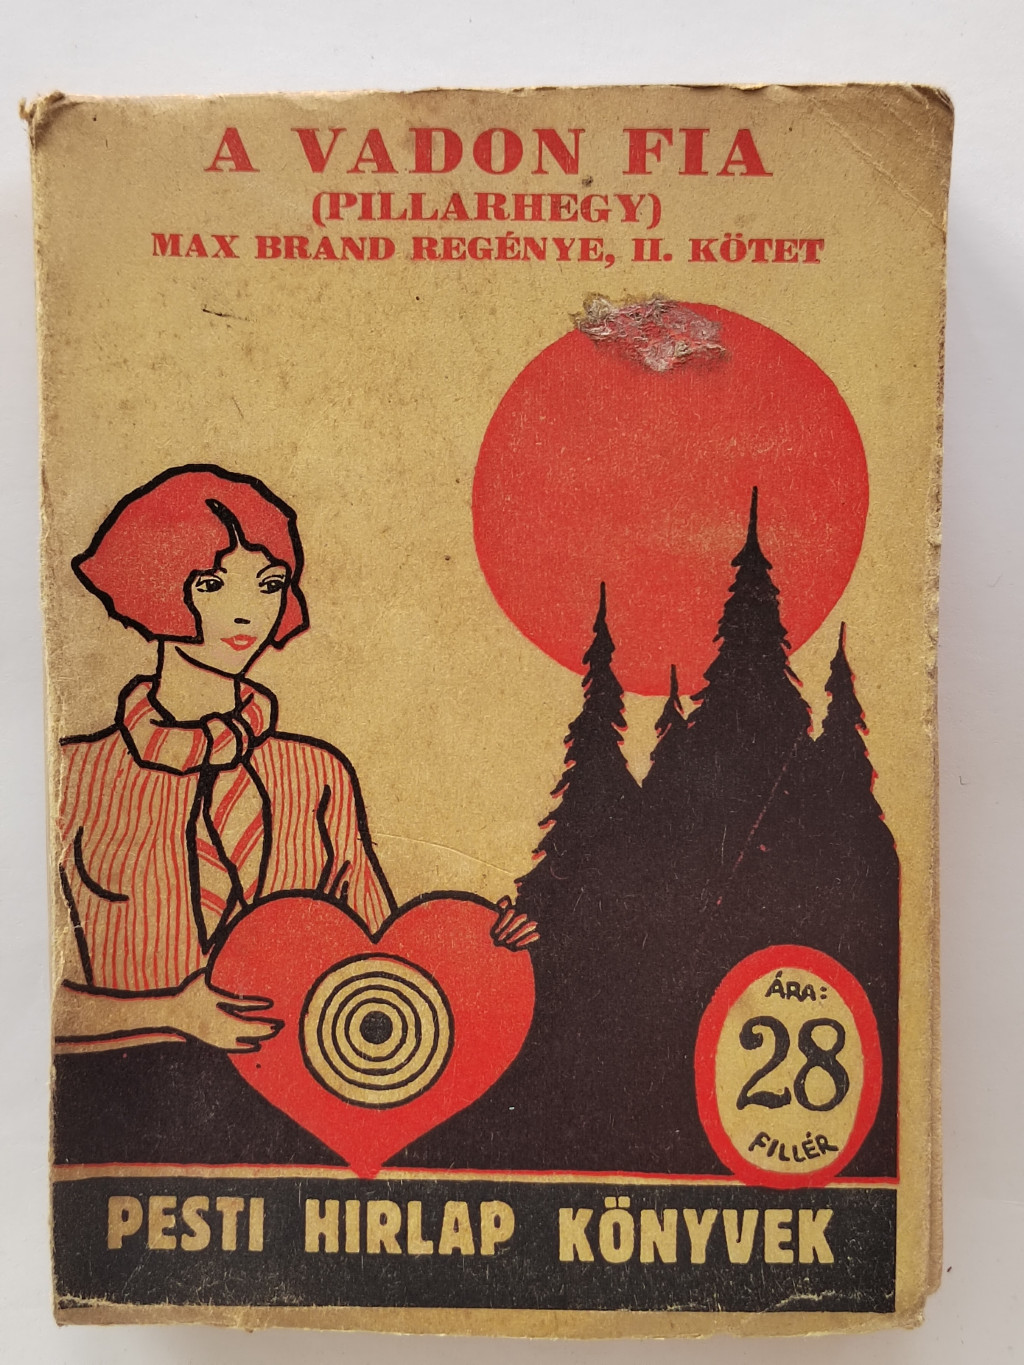 A VADON FIA
(PILLARHEGY)
MAX BRAND REGÉNYE, II. KÖTET
ÁRA:
28
FILLÉR
PESTI HIRLAP KÖNYVEK